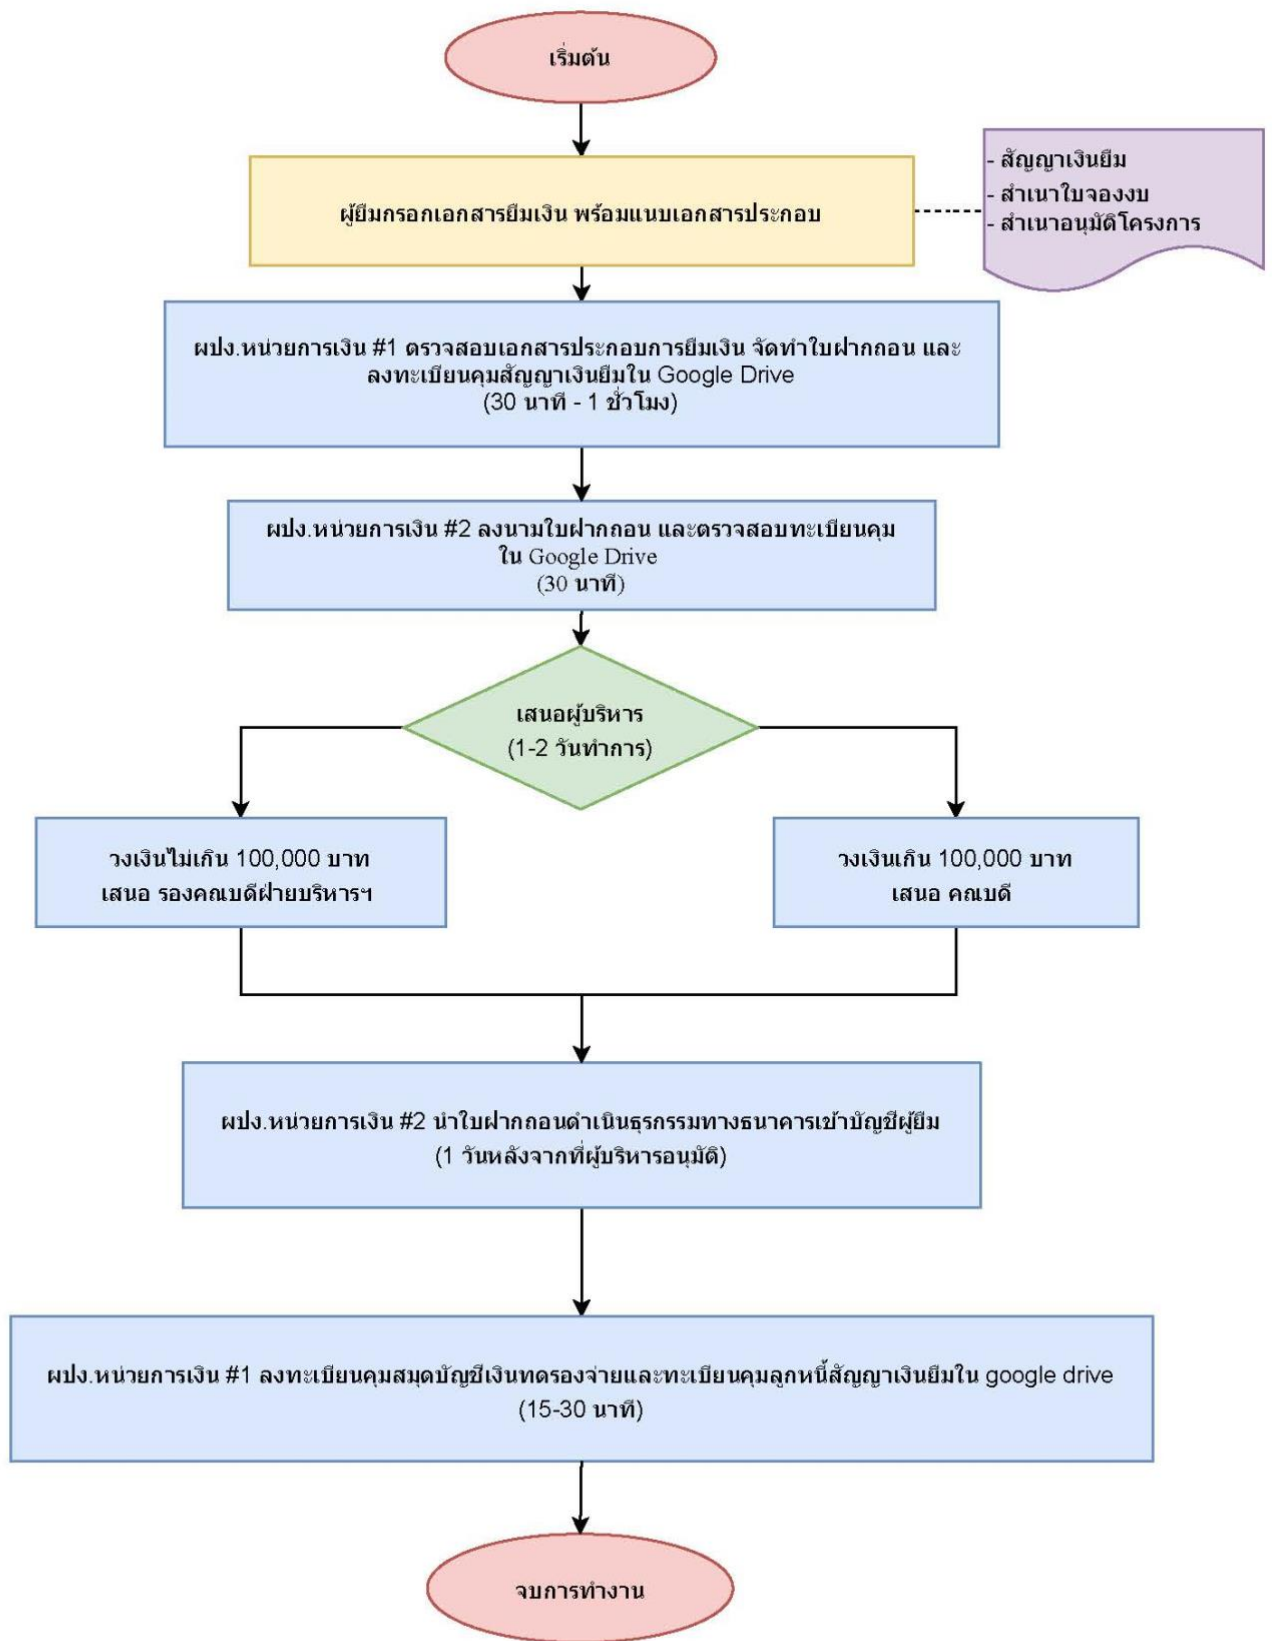 เริ่มต้น
ผู้ยืมกรอกเอกสารยืมเงิน พร้อมแนบเอกสารประกอบ
- สัญญาเงินยืม
- สำเนาใบจองงบ
- สำเนาอนุมัติโครงการ
ผปง.หน่วยการเงิน #1 ตรวจสอบเอกสารประกอบการยืมเงิน จัดทำใบฝากถอน และ
ลงทะเบียนคุมสัญญาเงินยืมใน Google Drive
(30 นาที - 1 ชั่วโมง)
ผปง.หน่วยการเงิน #2 ลงนามใบฝากถอน และตรวจสอบทะเบียนคุม
ใน Google Drive
(30 นาที)
เสนอผู้บริหาร
(1-2 วันทำการ)
วงเงินไม่เกิน 100,000 บาท
เสนอ รองคณบดีฝ่ายบริหารฯ
วงเงินเกิน 100,000 บาท
เสนอ คณบดี
ผปง.หน่วยการเงิน #2 นำใบฝากถอนดำเนินธุรกรรมทางธนาคารเข้าบัญชีผู้ยืม
(1 วันหลังจากที่ผู้บริหารอนุมัติ)
ผปง.หน่วยการเงิน #1 ลงทะเบียนคุมสมุดบัญชีเงินทดรองจ่ายและทะเบียนคุมลูกหนี้สัญญาเงินยืมใน google drive
(15-30 นาที)
จบการทำงาน